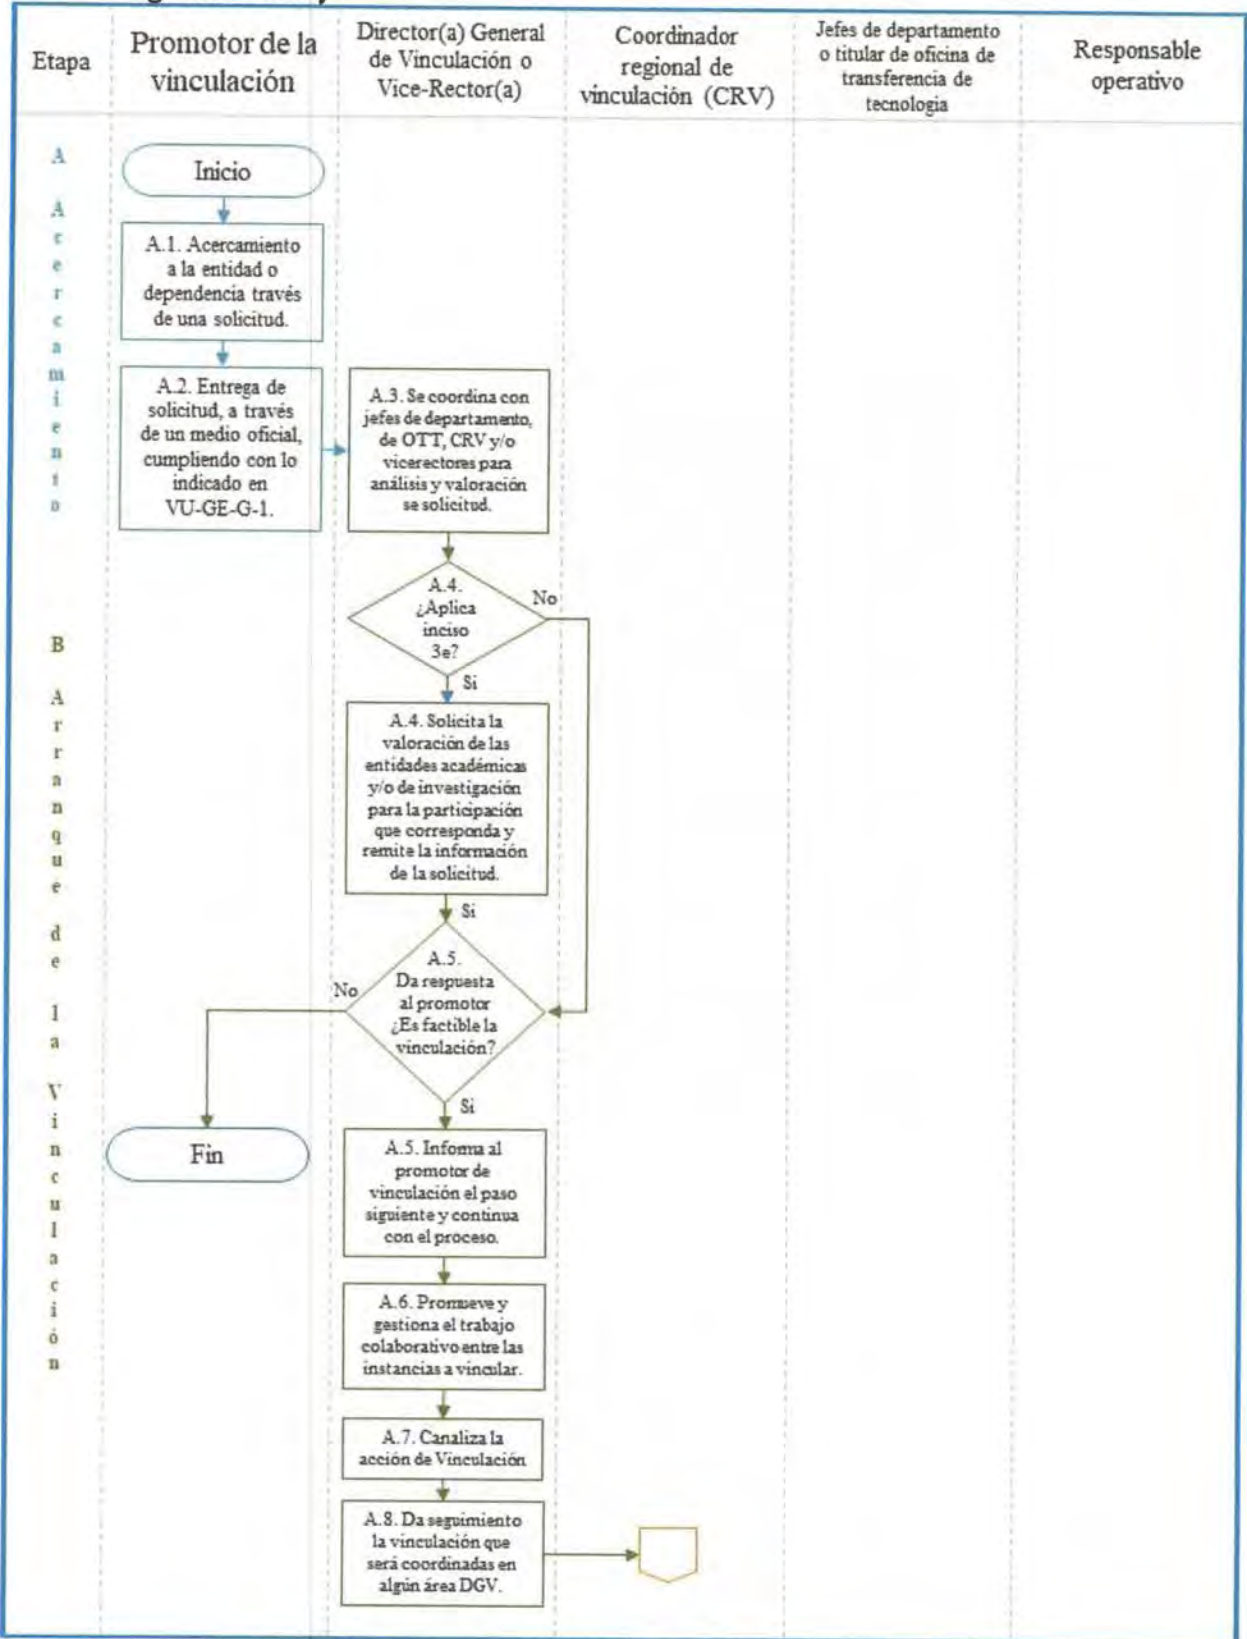 Etapa
Promotor de la
vinculación
Director(a) General
de Vinculación o
Vice-Rector(a)
Coordinador
regional de
vinculación (CRV)
Jefes de departamento
o titular de oficina de
transferencia de
tecnologia
Responsable
operativo
A Acercamiento
Inicio
A.1. Acercamiento
a la entidad o
dependencia través
de una solicitud.
A.2. Entrega de
solicitud, a través
de un medio oficial,
cumpliendo con lo
indicado en
VU-GE-G-1.
A.3. Se coordina con
jefes de departamento,
de OTT, CRV y/o
vicerectores para
análisis y valoración
se solicitud.
A.4.
¿Aplica
inciso
3e?
No
Si
B Arranque de la Vinculación
A.4. Solicita la
valoración de las
entidades académicas
y/o de investigación
para la participación
que corresponda y
remite la información
de la solicitud.
Si
A.5.
Da respuesta
al promotor
¿Es factible la
vinculación?
No
Si
Fin
A.5. Informa al
promotor de
vinculación el paso
siguiente y continua
con el proceso.
A.6. Promueve y
gestiona el trabajo
colaborativo entre las
instancias a vincular.
A.7. Canaliza la
acción de Vinculación
A.8. Da seguimiento
la vinculación que
será coordinadas en
algún área DGV.